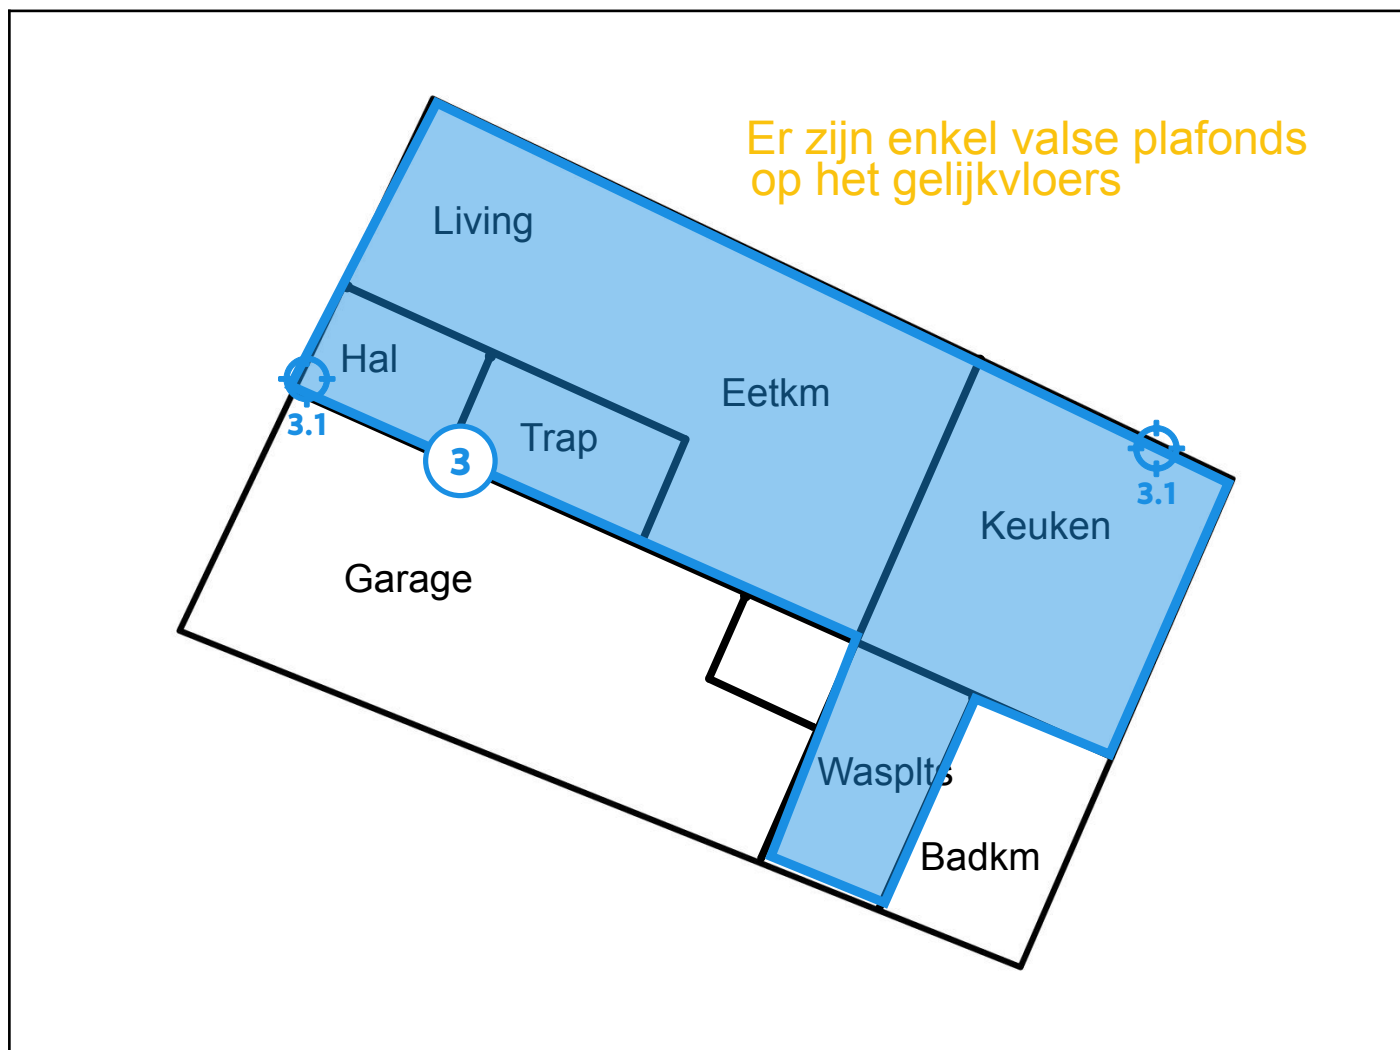 Er zijn enkel valse plafonds
op het gelijkvloers
Living
Hal
Eetkm
3.1
Trap
3
3.1
Keuken
Garage
Wasplts
Badkm